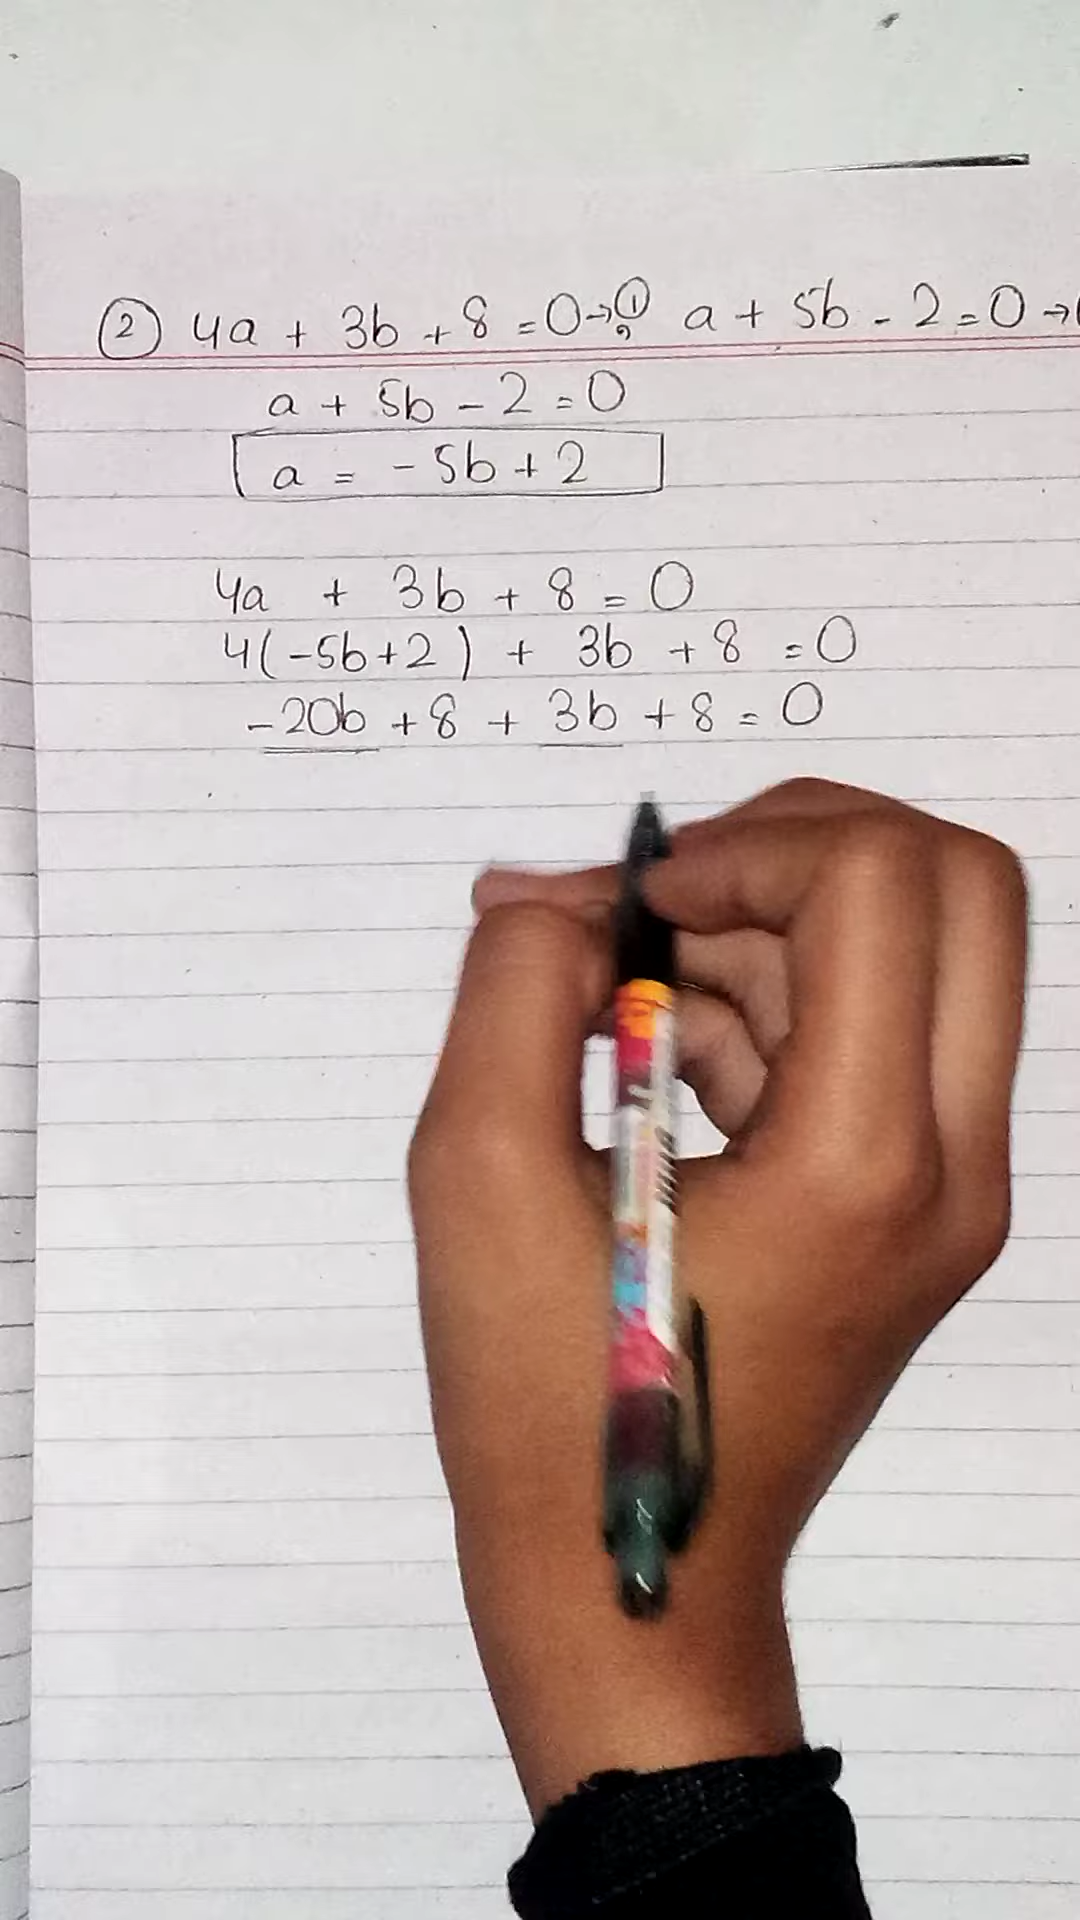 ② 4a + 3b + 8 = 0 → ① , a + 5b - 2 = 0 →
a + 5b - 2 = 0
a = - 5b + 2
4a + 3b + 8 = 0
4(-5b+2) + 3b + 8 = 0
-20b + 8 + 3b + 8 = 0